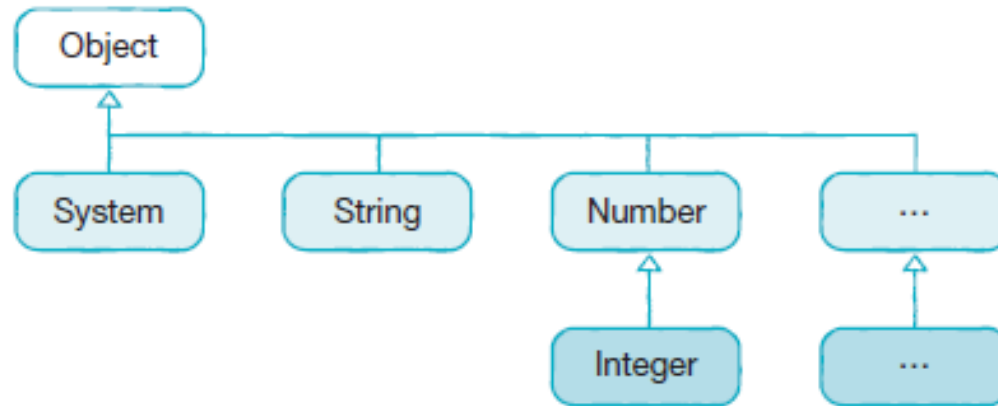 Object
System
String
Number
...
Integer
...